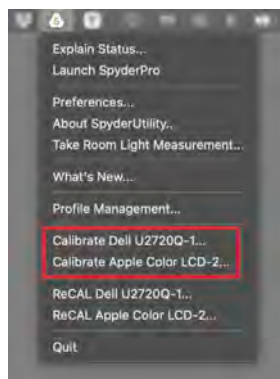 Explain Status...
Launch SpyderPro
Preferences...
About SpyderUtility..
Take Room Light Measurement...
What's New...
Profile Management...
Calibrate Dell U2720Q-1...
Calibrate Apple Color LCD-2...
ReCAL Dell U2720Q-1...
ReCAL Apple Color LCD-2...
Quit